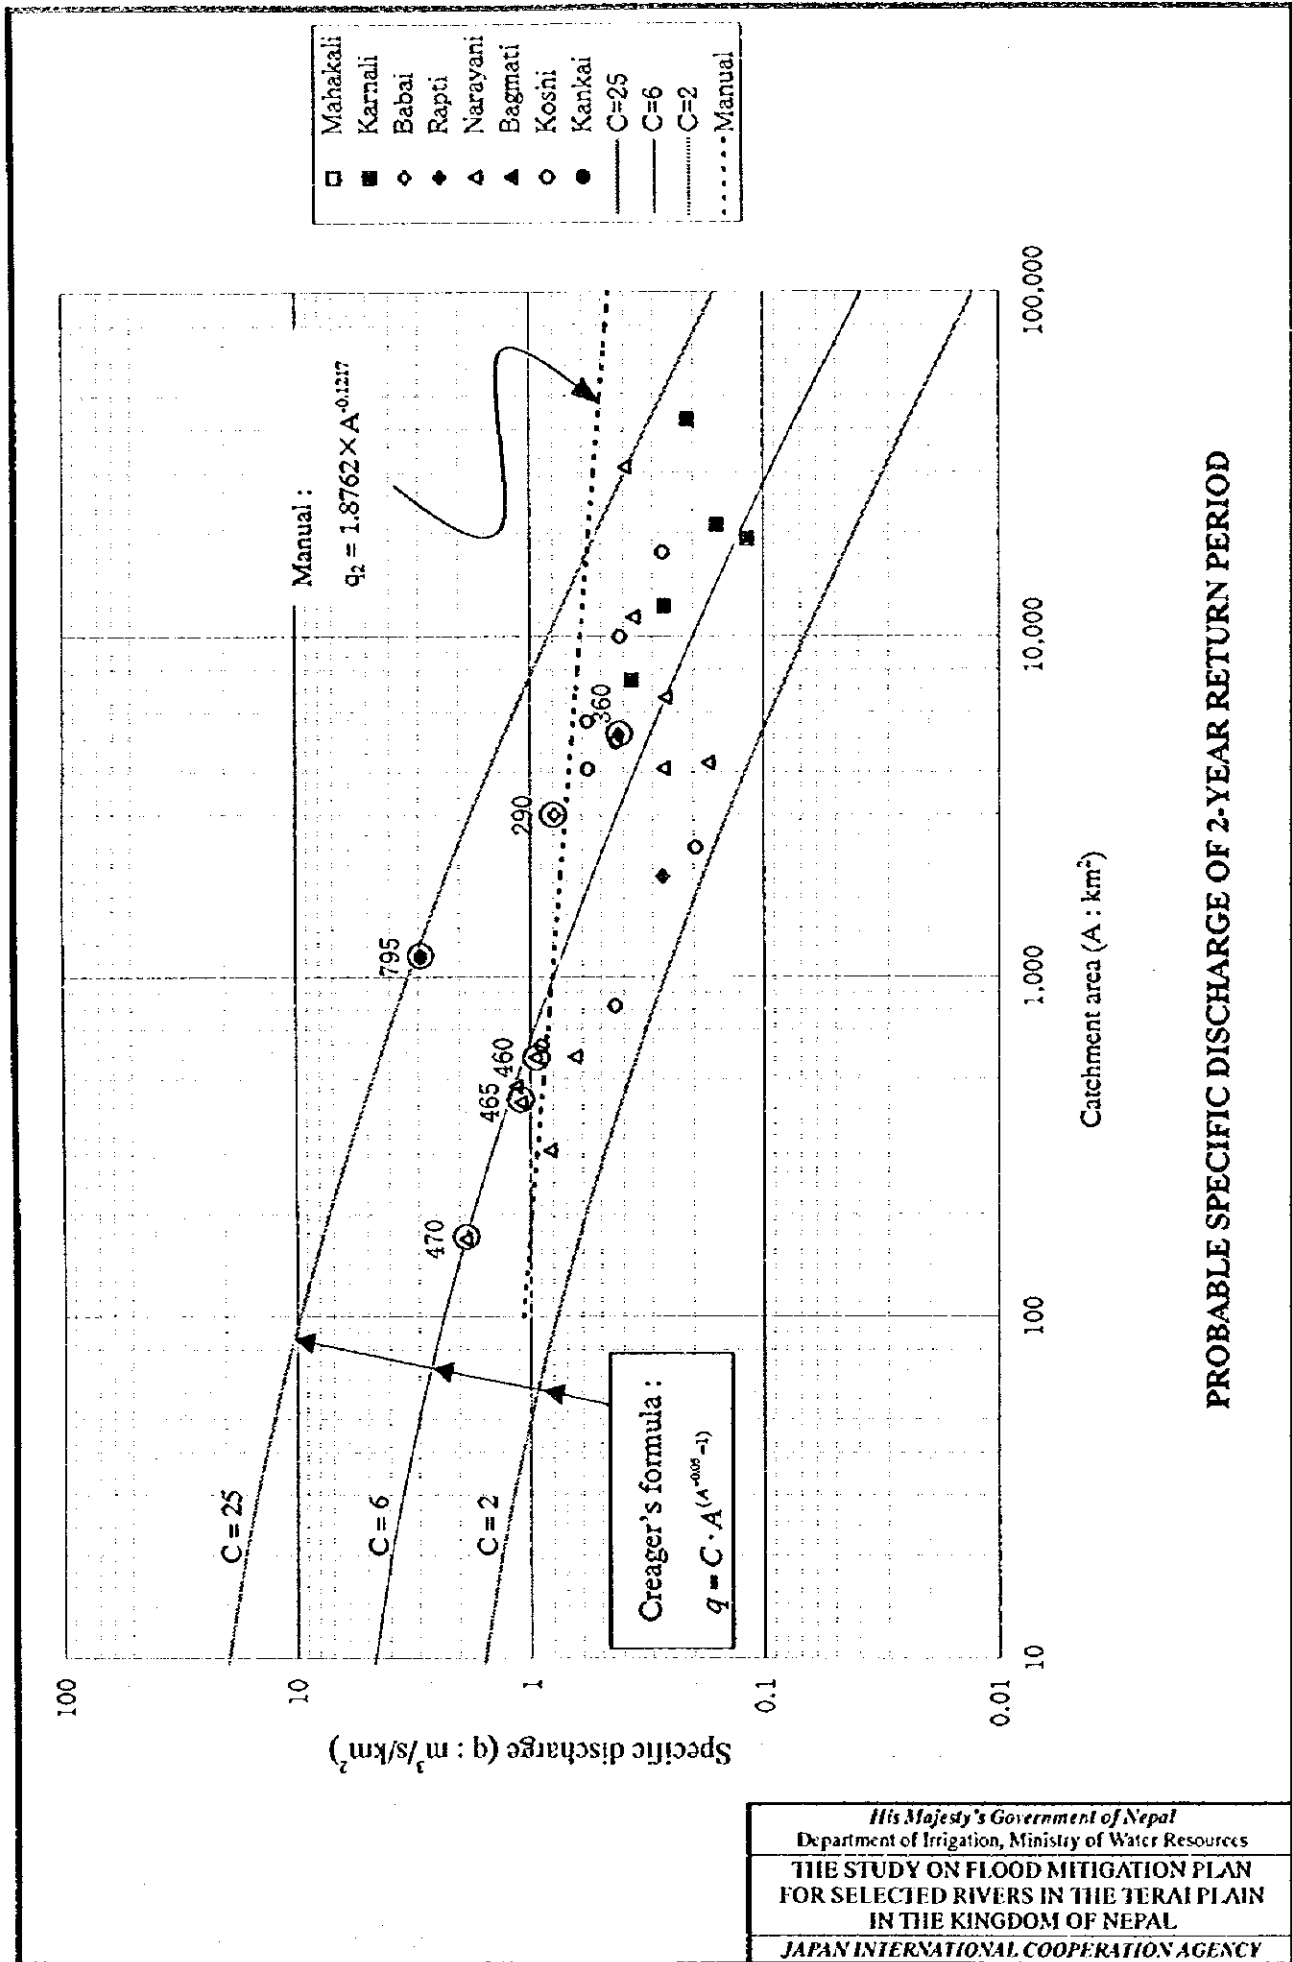 Mahakali
Karnali
Babai
Rapti
Narayani
Bagmati
Koshi
Kankai
C=25
C=6
C=2
Manual
Manual :
q₂ = 1.8762×A^-0.1217
795
290
360
460
465
470
C = 25
C = 6
C = 2
Creager's formula :
q = C · A^(A^-0.05 -1)
100
10
1
0.1
0.01
Specific discharge (q : m³/s/km²)
10
100
1,000
10,000
100,000
Catchment area (A : km²)
PROBABLE SPECIFIC DISCHARGE OF 2-YEAR RETURN PERIOD
His Majesty's Government of Nepal
Department of Irrigation, Ministry of Water Resources
THE STUDY ON FLOOD MITIGATION PLAN
FOR SELECTED RIVERS IN THE TERAI PLAIN
IN THE KINGDOM OF NEPAL
JAPAN INTERNATIONAL COOPERATION AGENCY